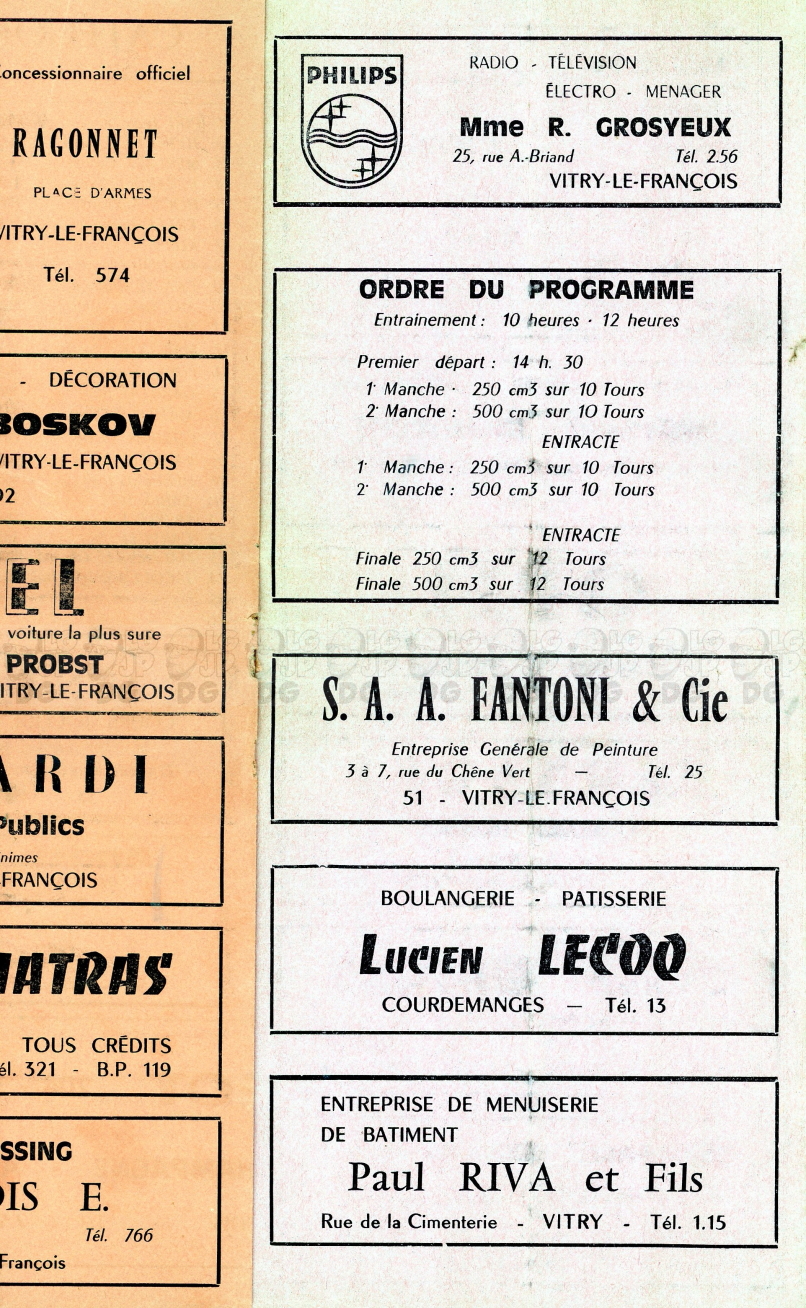 Concessionnaire officiel
RAGONNET
PLACE D'ARMES
VITRY-LE-FRANÇOIS
Tél. 574
- DÉCORATION
BOSKOV
VITRY-LE-FRANÇOIS
92
EL
voiture la plus sure
PROBST
ITRY-LE-FRANÇOIS
ARDI
Publics
nimes
-FRANÇOIS
HATRAS
TOUS CRÉDITS
él. 321 - B.P. 119
SSING
OIS E.
Tél. 766
François
PHILIPS
RADIO - TÉLÉVISION
ÉLECTRO - MENAGER
Mme R. GROSYEUX
25, rue A.-Briand Tél. 2.56
VITRY-LE-FRANÇOIS
ORDRE DU PROGRAMME
Entrainement : 10 heures - 12 heures
Premier départ : 14 h. 30
1· Manche · 250 cm3 sur 10 Tours
2· Manche : 500 cm3 sur 10 Tours
ENTRACTE
1· Manche : 250 cm3 sur 10 Tours
2· Manche : 500 cm3 sur 10 Tours
ENTRACTE
Finale 250 cm3 sur 12 Tours
Finale 500 cm3 sur 12 Tours
S. A. A. FANTONI & Cie
Entreprise Genérale de Peinture
3 à 7, rue du Chêne Vert — Tél. 25
51 - VITRY-LE.FRANÇOIS
BOULANGERIE - PATISSERIE
Lucien LECOQ
COURDEMANGES — Tél. 13
ENTREPRISE DE MENUISERIE
DE BATIMENT
Paul RIVA et Fils
Rue de la Cimenterie - VITRY - Tél. 1.15